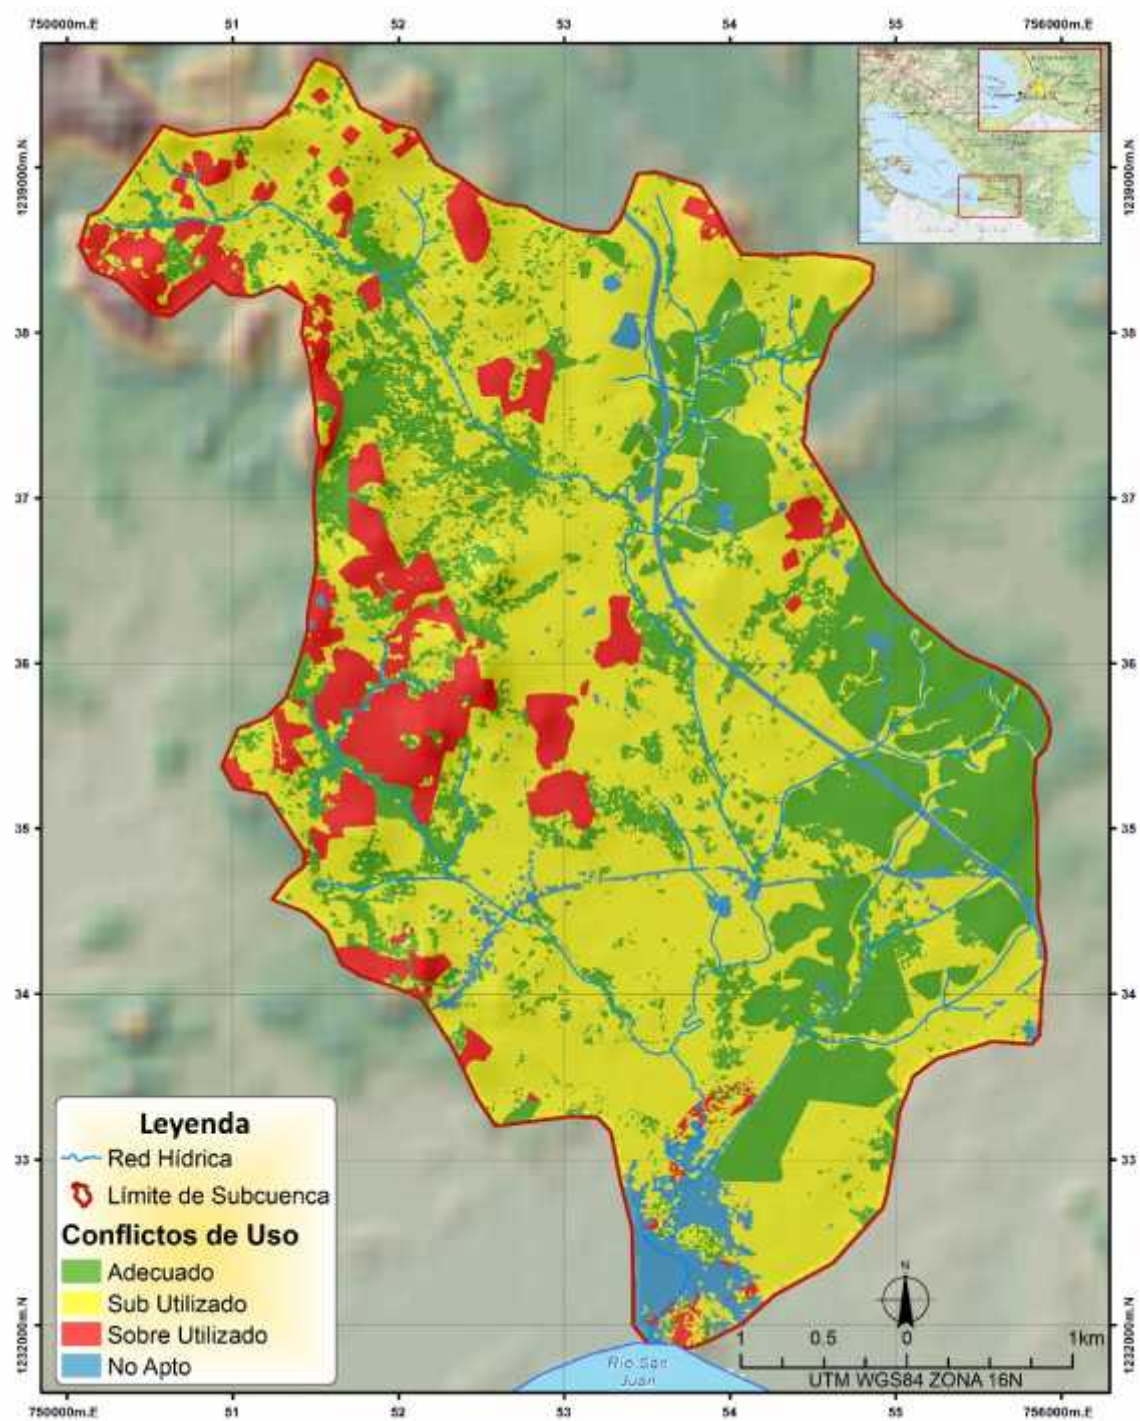 750000m.E 51 52 53 54 55 756000m.E
1239000m.N
1239000m.N
38
38
37
37
36
36
35
35
34
34
33
33
1232000m.N
1232000m.N
Leyenda
Red Hídrica
Límite de Subcuenca
Conflictos de Uso
Adecuado
Sub Utilizado
Sobre Utilizado
No Apto
N
1 0.5 0 1km
UTM WGS84 ZONA 16N
Río San
Juan
750000m.E 51 52 53 54 55 756000m.E